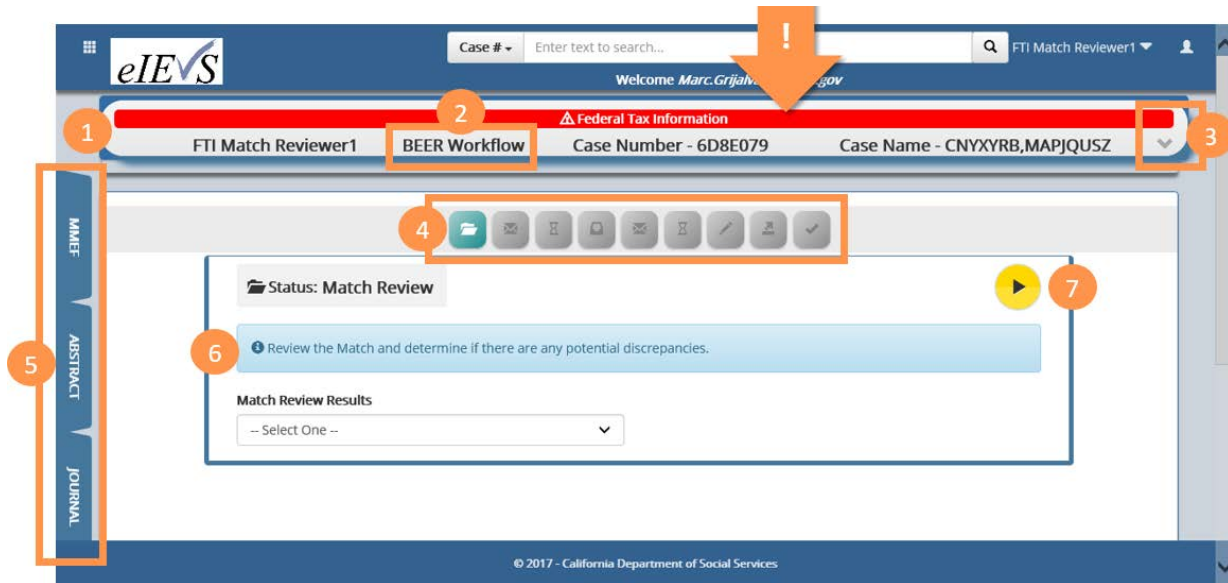 !
eIEVS
Case # Enter text to search... FTI Match Reviewer1
Welcome Marc.Grijalv gov
1
2
3
Federal Tax Information
FTI Match Reviewer1 BEER Workflow Case Number - 6D8E079 Case Name - CNYXYRB,MAPJQUSZ
4
5
MMEF
ABSTRACT
JOURNAL
Status: Match Review
7
6
Review the Match and determine if there are any potential discrepancies.
Match Review Results
-- Select One --
© 2017 - California Department of Social Services